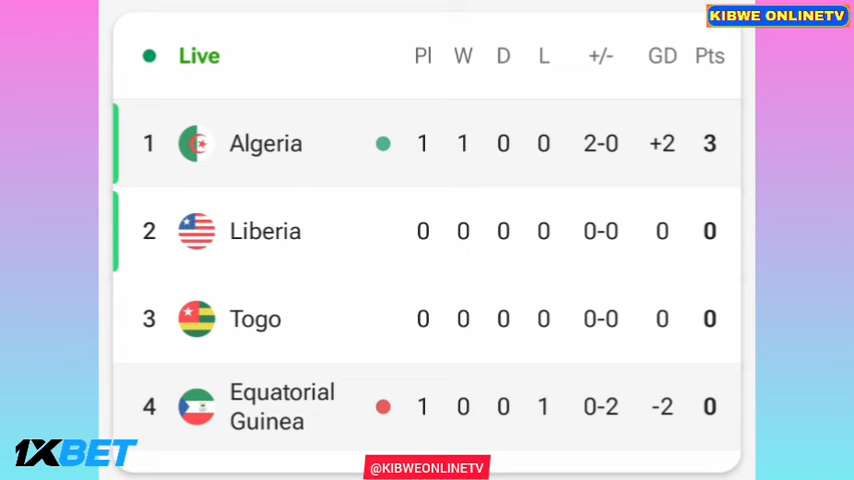 KIBWE ONLINETV
Live Pl W D L +/- GD Pts
1 Algeria 1 1 0 0 2-0 +2 3
2 Liberia 0 0 0 0 0-0 0 0
3 Togo 0 0 0 0 0-0 0 0
4 Equatorial Guinea 1 0 0 1 0-2 -2 0
1XBET
@KIBWEONLINETV